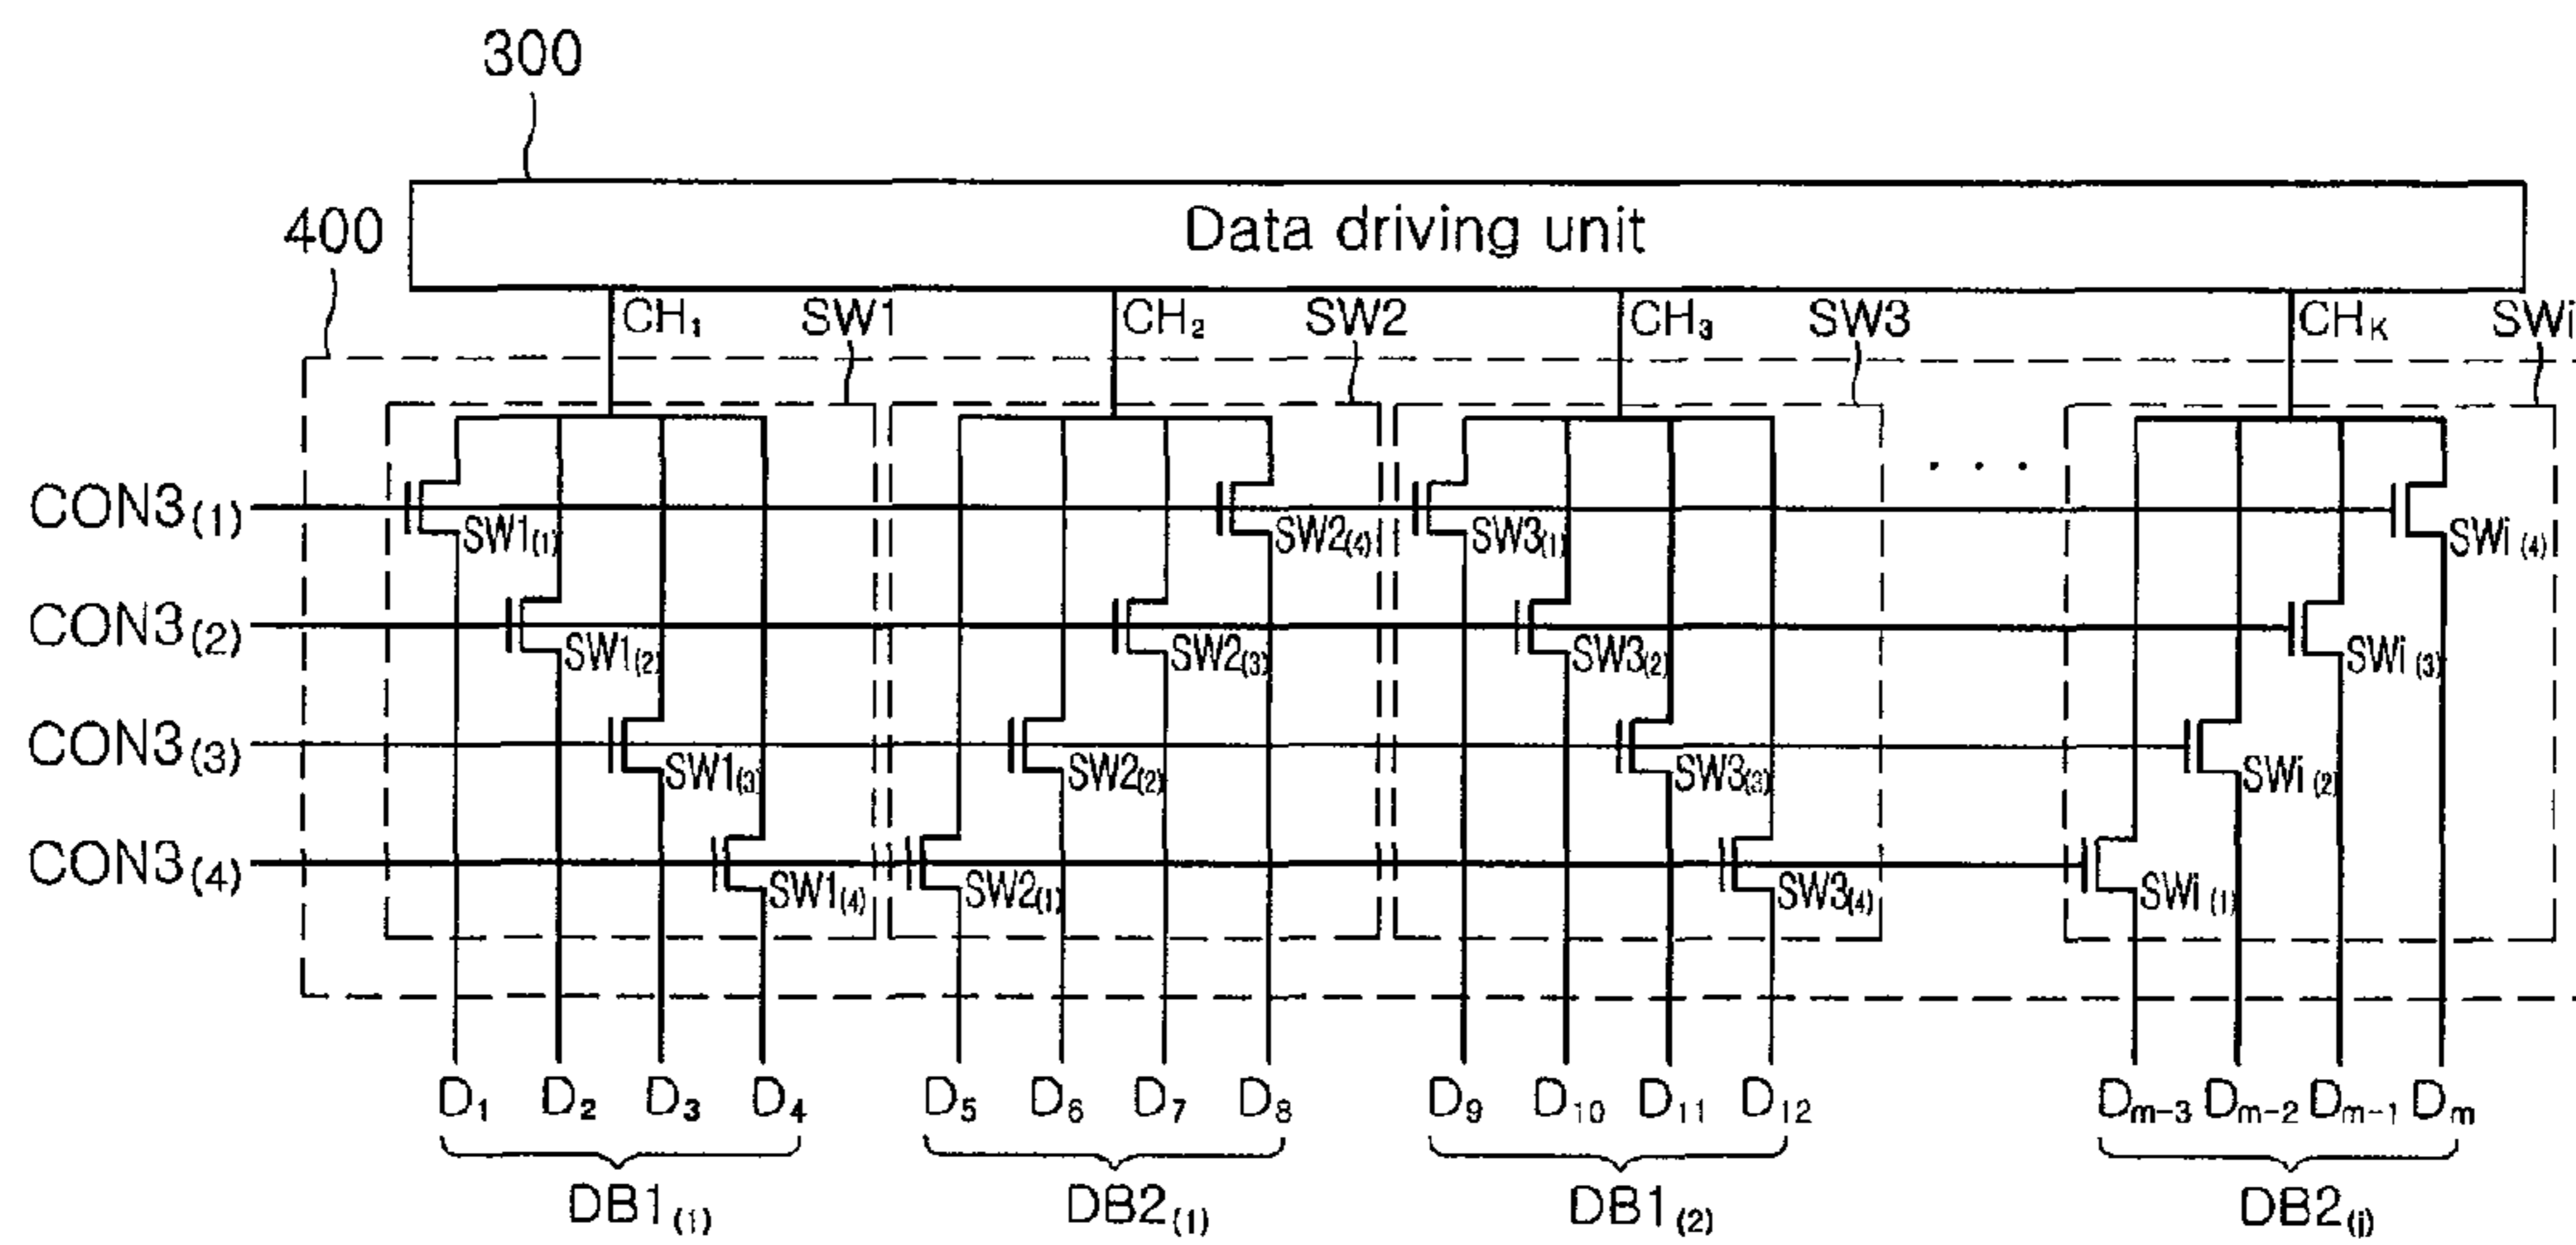 300
400
Data driving unit
CH₁ SW1 CH₂ SW2 CH₃ SW3 CHₖ SWi
CON3(1) SW1(1) SW2(4) SW3(1) · · · SWi(4)
CON3(2) SW1(2) SW2(3) SW3(2) SWi(3)
CON3(3) SW1(3) SW2(2) SW3(3) SWi(2)
CON3(4) SW1(4) SW2(1) SW3(4) SWi(1)
D₁ D₂ D₃ D₄ D₅ D₆ D₇ D₈ D₉ D₁₀ D₁₁ D₁₂ Dm-3 Dm-2 Dm-1 Dm
DB1(1) DB2(1) DB1(2) DB2(j)